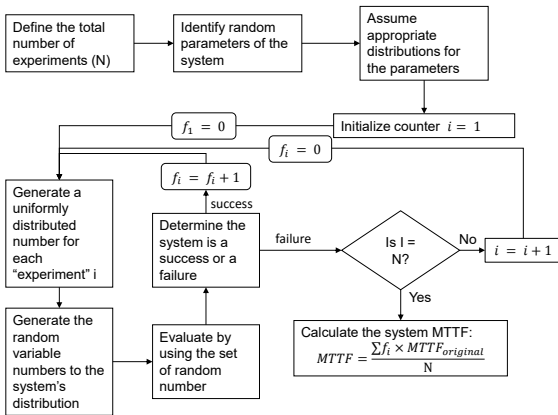 Define the total
number of
experiments (N)
Identify random
parameters of the
system
Assume
appropriate
distributions for
the parameters
Initialize counter i = 1
f₁ = 0
fᵢ = 0
fᵢ = fᵢ + 1
success
Generate a
uniformly
distributed
number for
each
“experiment” i
Determine the
system is a
success or a
failure
failure
Is I =
N?
No
i = i + 1
Yes
Generate the
random
variable
numbers to the
system’s
distribution
Evaluate by
using the set
of random
number
Calculate the system MTTF:
MTTF = ∑fᵢ × MTTFₒᵣᵢgᵢₙₐₗ / N